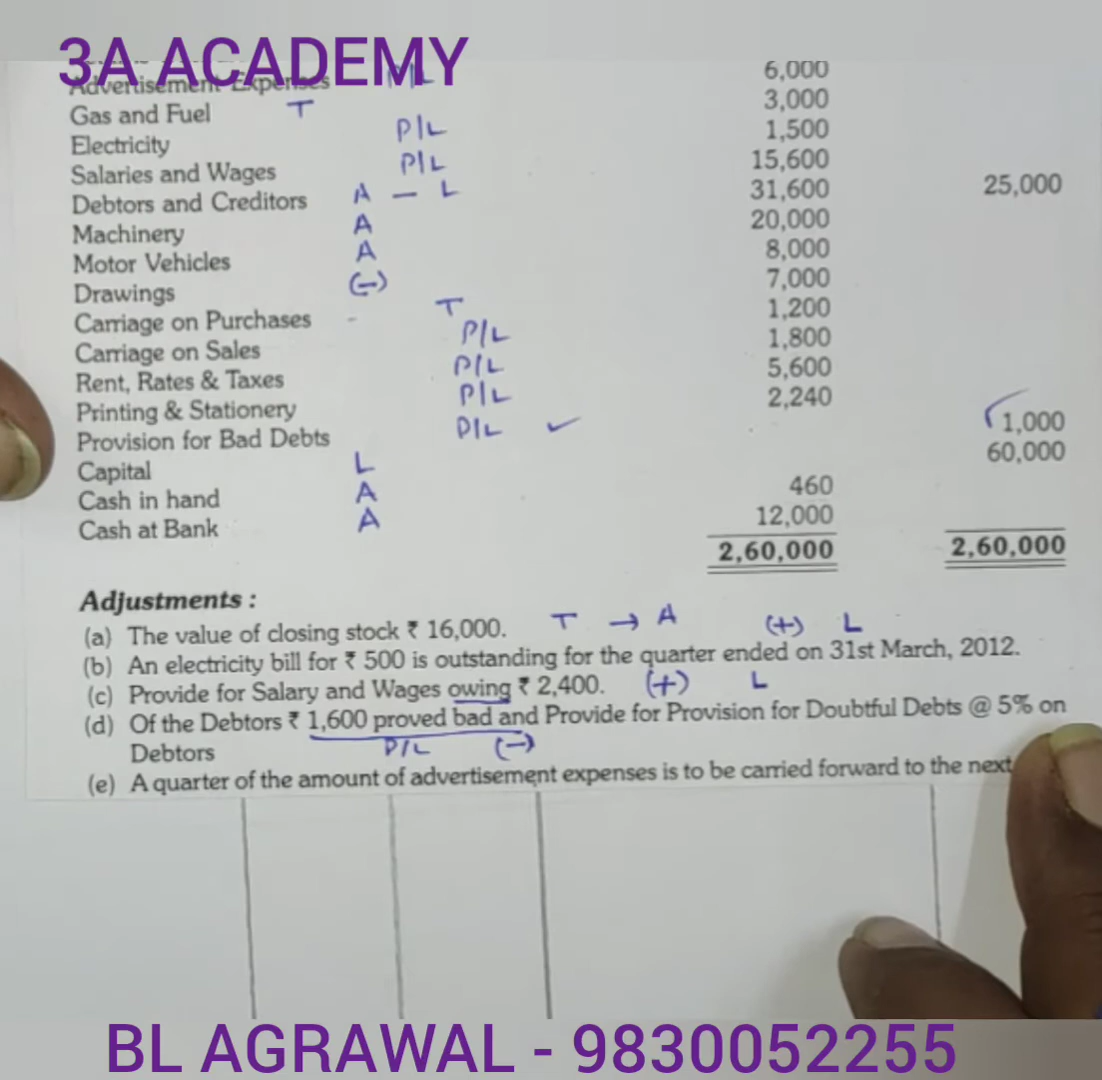 3A ACADEMY
Advertisement Expenses P/L 6,000
Gas and Fuel T 3,000
Electricity P/L 1,500
Salaries and Wages P/L 15,600
Debtors and Creditors A – L 31,600 25,000
Machinery A 20,000
Motor Vehicles A 8,000
Drawings (-) 7,000
Carriage on Purchases - T 1,200
Carriage on Sales P/L 1,800
Rent, Rates & Taxes P/L 5,600
Printing & Stationery P/L 2,240
Provision for Bad Debts P/L ✓ 1,000
Capital L 60,000
Cash in hand A 460
Cash at Bank A 12,000
2,60,000 2,60,000
Adjustments :
(a) The value of closing stock ₹ 16,000. T → A (+) L
(b) An electricity bill for ₹ 500 is outstanding for the quarter ended on 31st March, 2012.
(c) Provide for Salary and Wages owing ₹ 2,400. (+) L
(d) Of the Debtors ₹ 1,600 proved bad and Provide for Provision for Doubtful Debts @ 5% on
Debtors P/L (-)
(e) A quarter of the amount of advertisement expenses is to be carried forward to the next
BL AGRAWAL - 9830052255